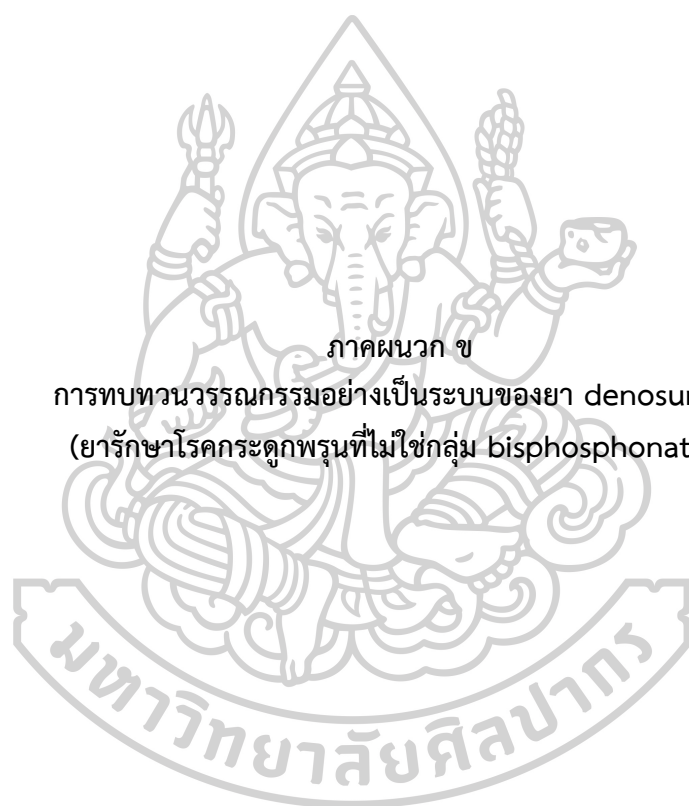 ภาคผนวก ข
การทบทวนวรรณกรรมอย่างเป็นระบบของยา
(ยารักษาโรคกระดูกพรุนที่ไม่ใช่กลุ่ม
มหาวิทยาลัยศิลปากร